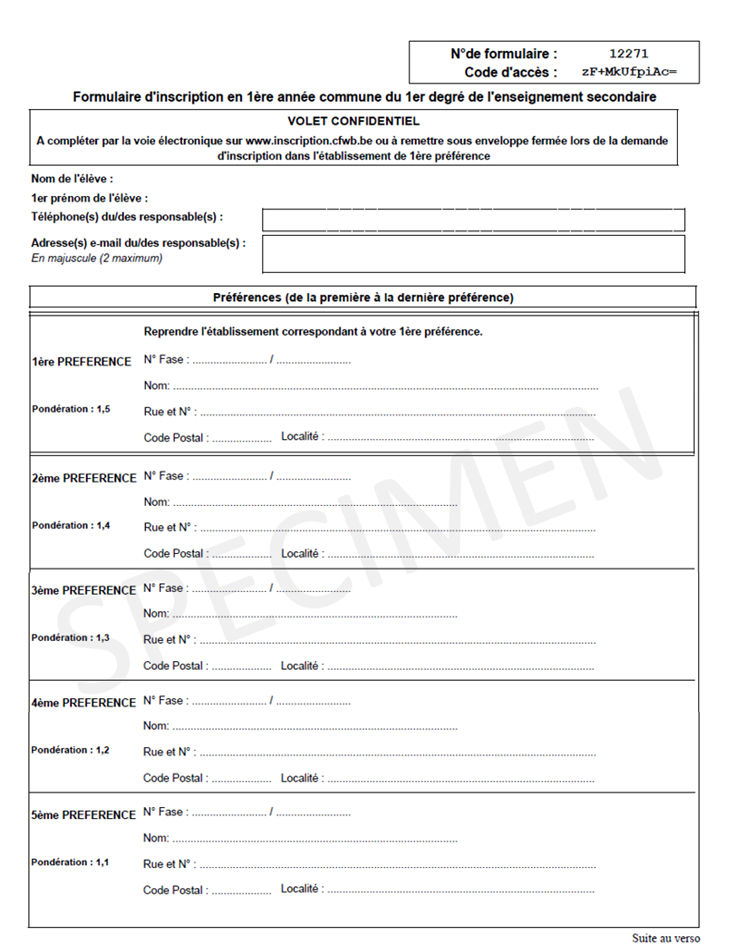 N°de formulaire : 12271
Code d'accès : zF+MkUfpiAc=
Formulaire d'inscription en 1ère année commune du 1er degré de l'enseignement secondaire
VOLET CONFIDENTIEL
A compléter par la voie électronique sur www.inscription.cfwb.be ou à remettre sous enveloppe fermée lors de la demande
d'inscription dans l'établissement de 1ère préférence
Nom de l'élève :
1er prénom de l'élève :
Téléphone(s) du/des responsable(s) :
Adresse(s) e-mail du/des responsable(s) :
En majuscule (2 maximum)
Préférences (de la première à la dernière préférence)
Reprendre l'établissement correspondant à votre 1ère préférence.
1ère PREFERENCE N° Fase : ......................... / .........................
Nom: ..............................................................
Pondération : 1,5 Rue et N° : ..............................................................
Code Postal : .................... Localité : ..............................................................
2ème PREFERENCE N° Fase : ......................... / .........................
Nom: ..............................................................
Pondération : 1,4 Rue et N° : ..............................................................
Code Postal : .................... Localité : ..............................................................
3ème PREFERENCE N° Fase : ......................... / .........................
Nom: ..............................................................
Pondération : 1,3 Rue et N° : ..............................................................
Code Postal : .................... Localité : ..............................................................
4ème PREFERENCE N° Fase : ......................... / .........................
Nom: ..............................................................
Pondération : 1,2 Rue et N° : ..............................................................
Code Postal : .................... Localité : ..............................................................
5ème PREFERENCE N° Fase : ......................... / .........................
Nom: ..............................................................
Pondération : 1,1 Rue et N° : ..............................................................
Code Postal : .................... Localité : ..............................................................
SPECIMEN
Suite au verso